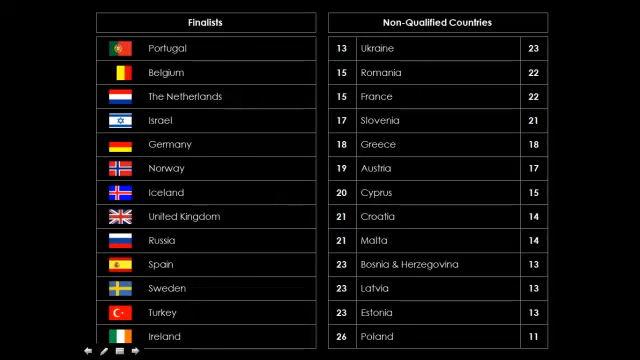 Finalists Non-Qualified Countries
Portugal 13 Ukraine 23
Belgium 15 Romania 22
The Netherlands 15 France 22
Israel 17 Slovenia 21
Germany 18 Greece 18
Norway 19 Austria 17
Iceland 20 Cyprus 15
United Kingdom 21 Croatia 14
Russia 21 Malta 14
Spain 23 Bosnia & Herzegovina 13
Sweden 23 Latvia 13
Turkey 23 Estonia 13
Ireland 26 Poland 11